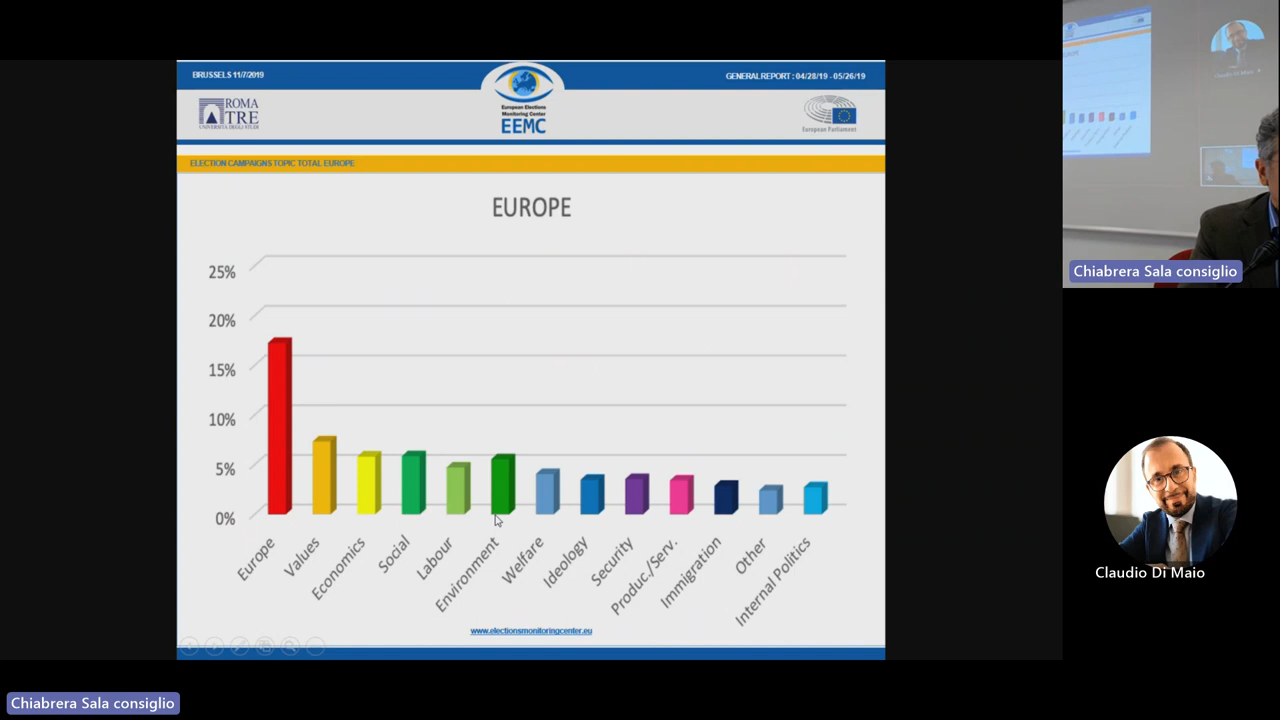 BRUSSELS 11/7/2019
GENERAL REPORT : 04/28/19 - 05/26/19
ROMA
TRE
UNIVERSITÀ DEGLI STUDI
European Elections
Monitoring Center
EEMC
European Parliament
ELECTION CAMPAIGNS TOPIC TOTAL EUROPE
EUROPE
25%
20%
15%
10%
5%
0%
Europe
Values
Economics
Social
Labour
Environment
Welfare
Ideology
Security
Produc./Serv.
Immigration
Other
Internal Politics
www.electionsmonitoringcenter.eu
Chiabrera Sala consiglio
Claudio Di Maio
Chiabrera Sala consiglio